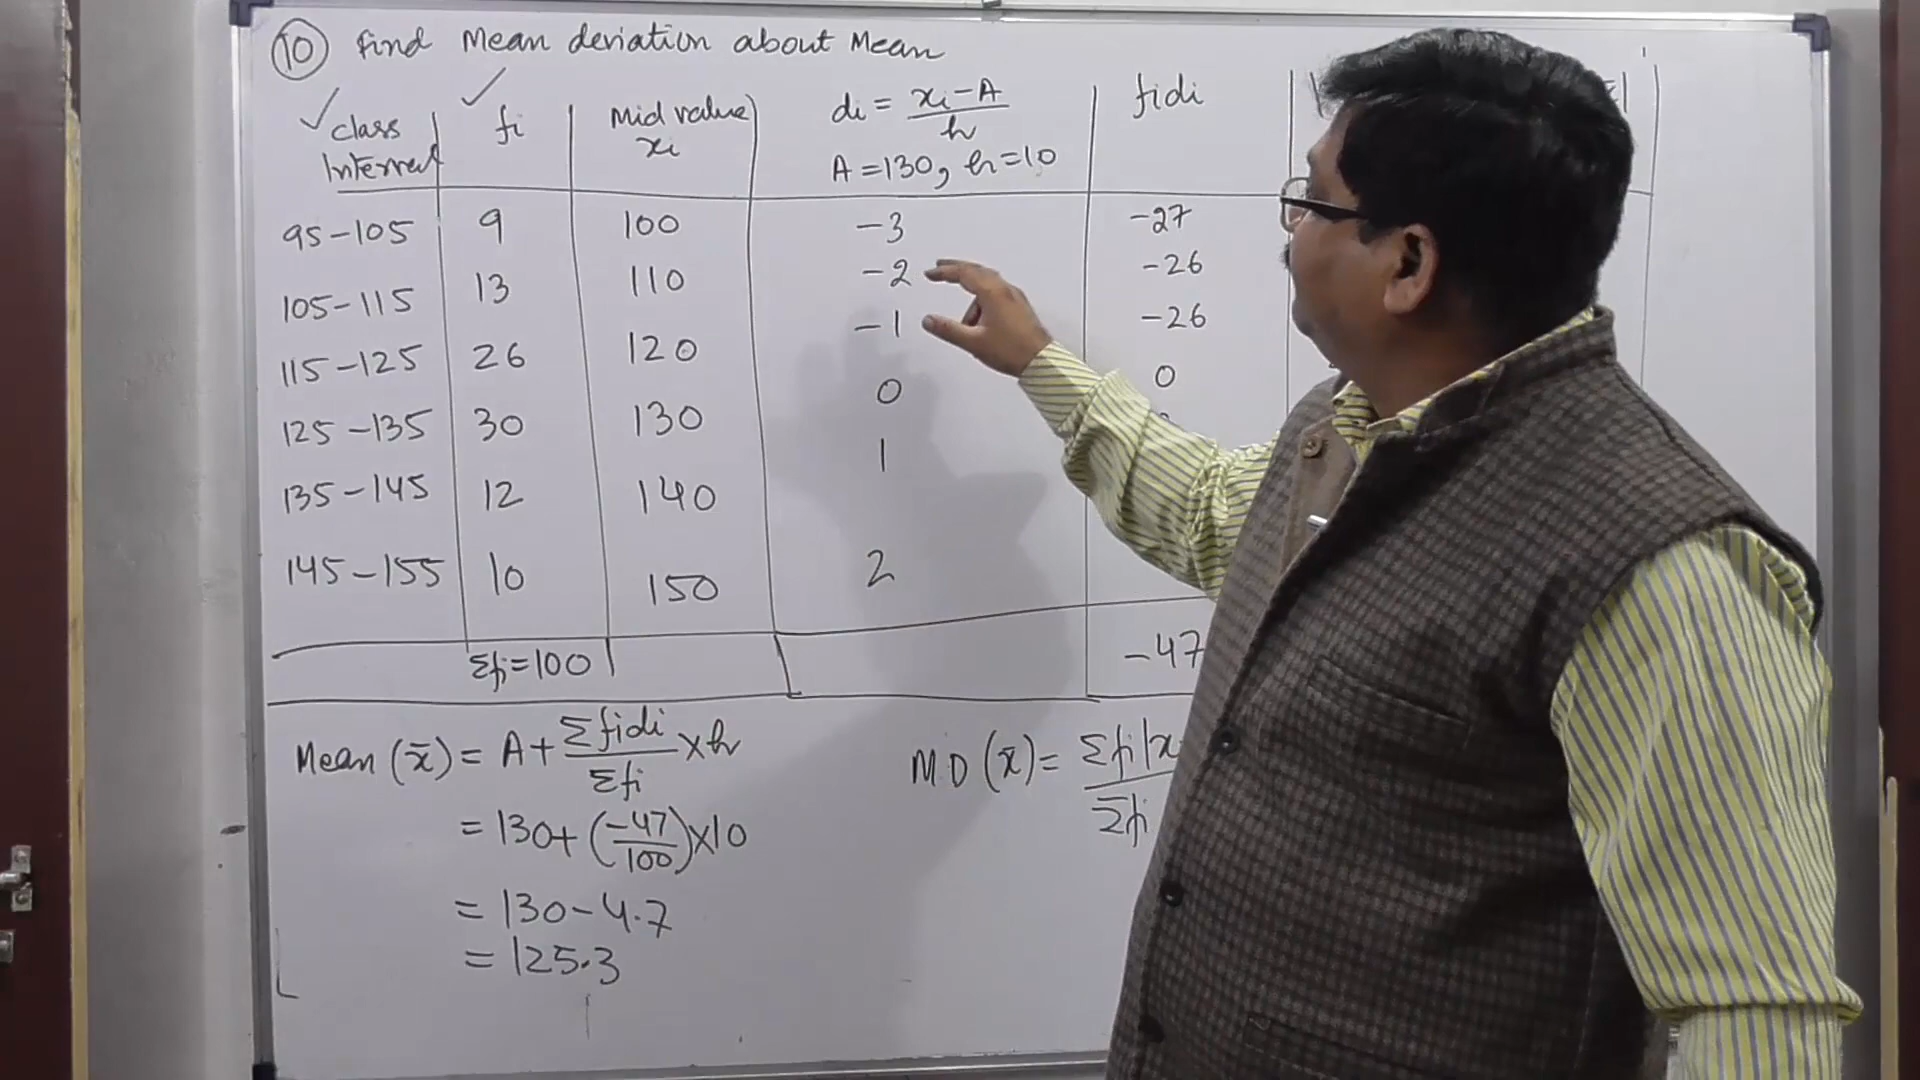 10 Find Mean deviation about Mean
Class Interval fi Mid value xi di = xi-A/h A=130, h=10 fidi
95-105 9 100 -3 -27
105-115 13 110 -2 -26
115-125 26 120 -1 -26
125-135 30 130 0 0
135-145 12 140 1
145-155 10 150 2
Σfi=100 -47
Mean (x̄) = A+ Σfidi/Σfi ×h
= 130+ (-47/100)×10
= 130-4.7
= 125.3
M.D (x̄) = Σfi|x /Σfi